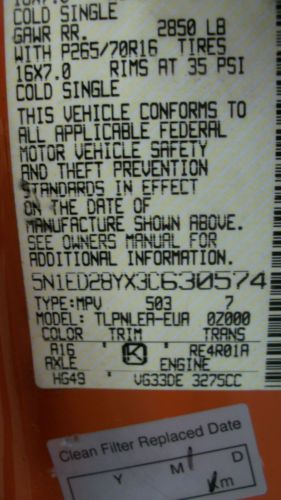 COLD SINGLE
GAWR RR. 2850 LB
WITH P265/70R16 TIRES
16X7.0 RIMS AT 35 PSI
COLD SINGLE
THIS VEHICLE CONFORMS TO
ALL APPLICABLE FEDERAL
MOTOR VEHICLE SAFETY
AND THEFT PREVENTION
STANDARDS IN EFFECT
ON THE DATE OF
MANUFACTURE SHOWN ABOVE.
SEE OWNERS MANUAL FOR
ADDITIONAL INFORMATION.
5N1ED28YX3C630574
TYPE:MPV 503 7
MODEL: TLPNLEA-EUA 0Z000
COLOR TRIM TRANS
A16 K RE4R01A
AXLE ENGINE
HG49 VG33DE 3275CC
Clean Filter Replaced Date
Y M D
Km